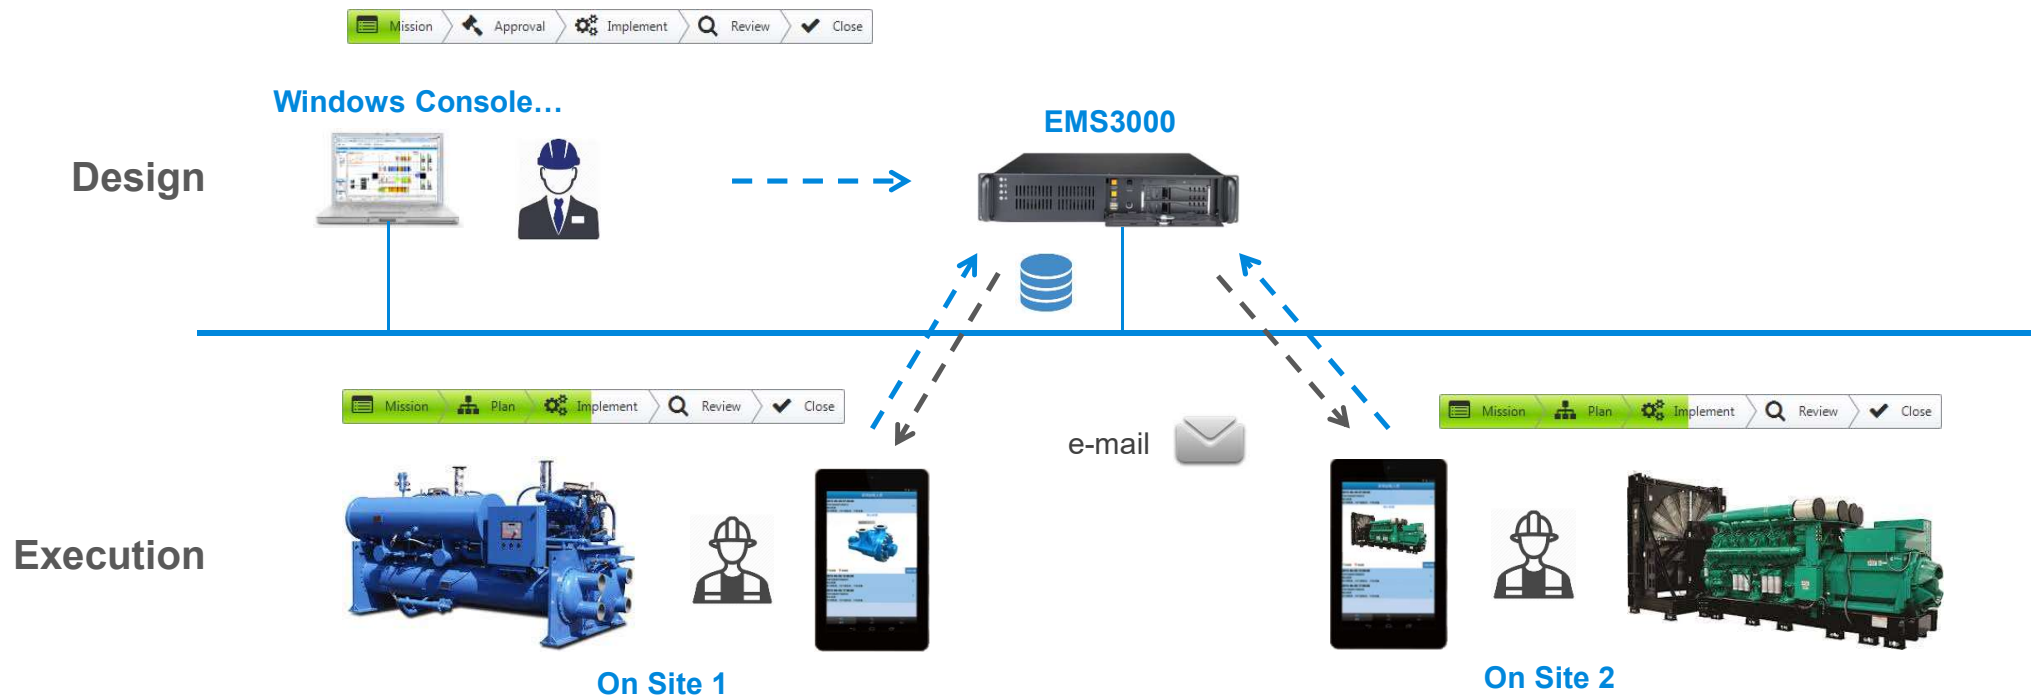 Mission Approval Implement Review Close
Windows Console…
EMS3000
Design
Mission Plan Implement Review Close
Mission Plan Implement Review Close
e-mail
Execution
On Site 1
On Site 2